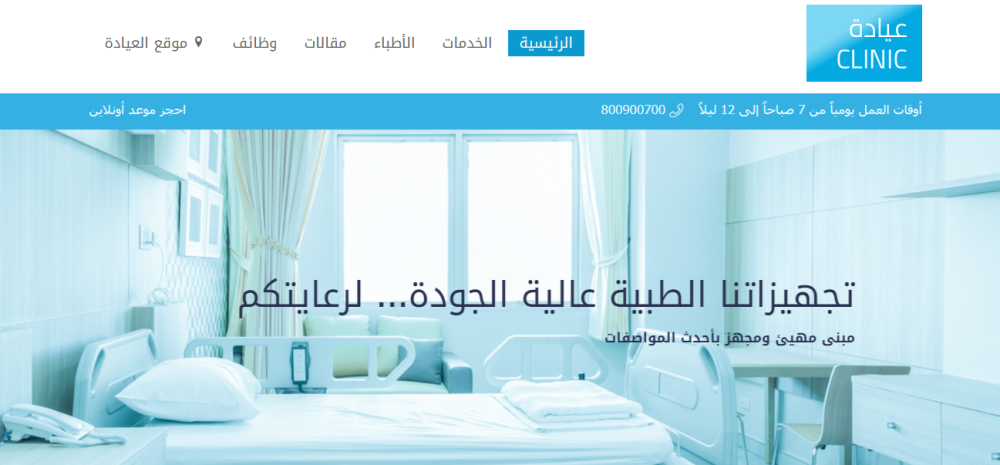 عيادة
CLINIC
الرئيسية الخدمات الأطباء مقالات وظائف موقع العيادة
أوقات العمل يومياً من 7 صباحاً إلى 12 ليلاً 800900700 احجز موعد أونلاين
تجهيزاتنا الطبية عالية الجودة... لرعايتكم
مبنى مهيئ ومجهز بأحدث المواصفات